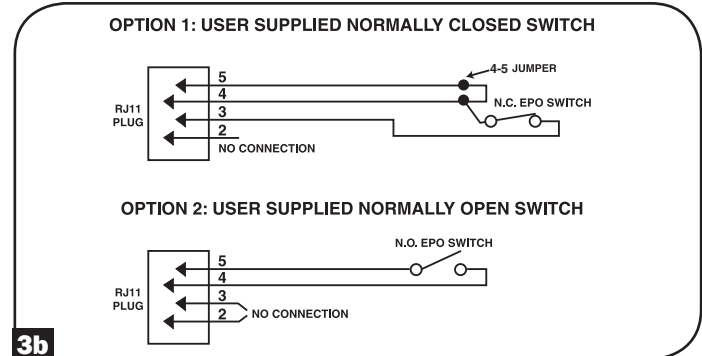 OPTION 1: USER SUPPLIED NORMALLY CLOSED SWITCH
4-5 JUMPER
5
4
N.C. EPO SWITCH
RJ11
PLUG
3
2
NO CONNECTION
OPTION 2: USER SUPPLIED NORMALLY OPEN SWITCH
N.O. EPO SWITCH
5
4
RJ11
PLUG
3
2
NO CONNECTION
3b